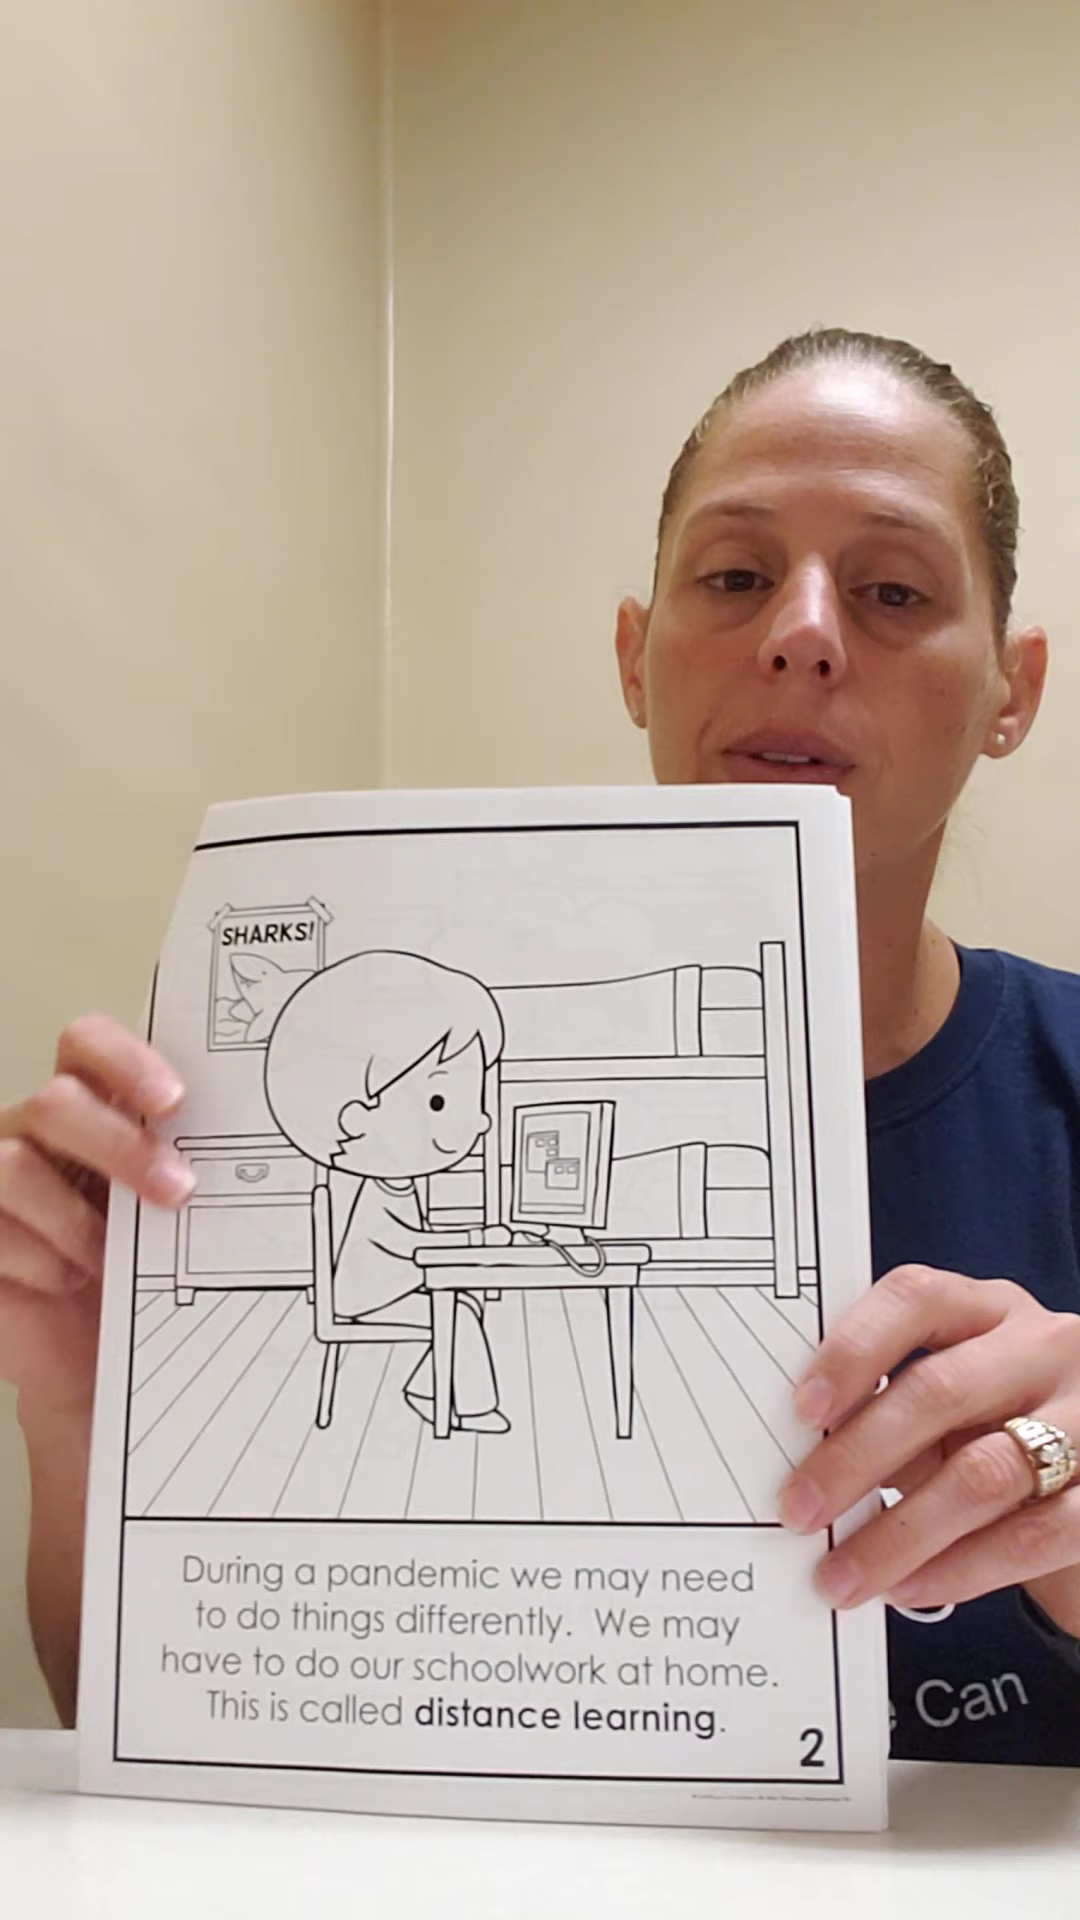 SHARKS!
During a pandemic we may need
to do things differently. We may
have to do our schoolwork at home.
This is called distance learning.
2
Can